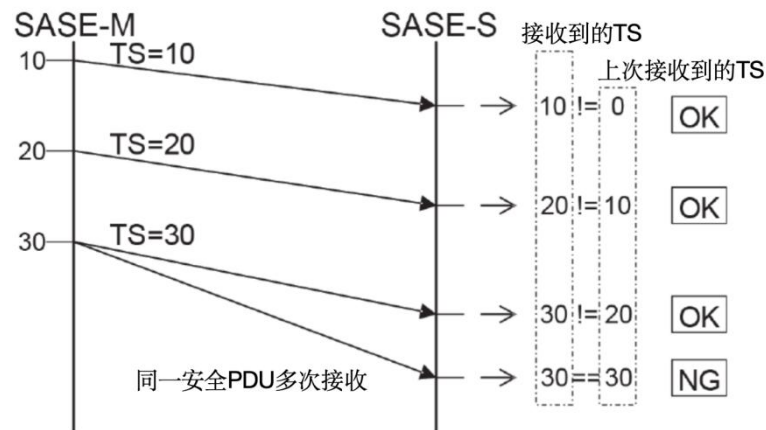 SASE-M
SASE-S
接收到的TS
上次接收到的TS
10
TS=10
10 != 0
OK
20
TS=20
20 != 10
OK
30
TS=30
30 != 20
OK
同一安全PDU多次接收
30==30
NG